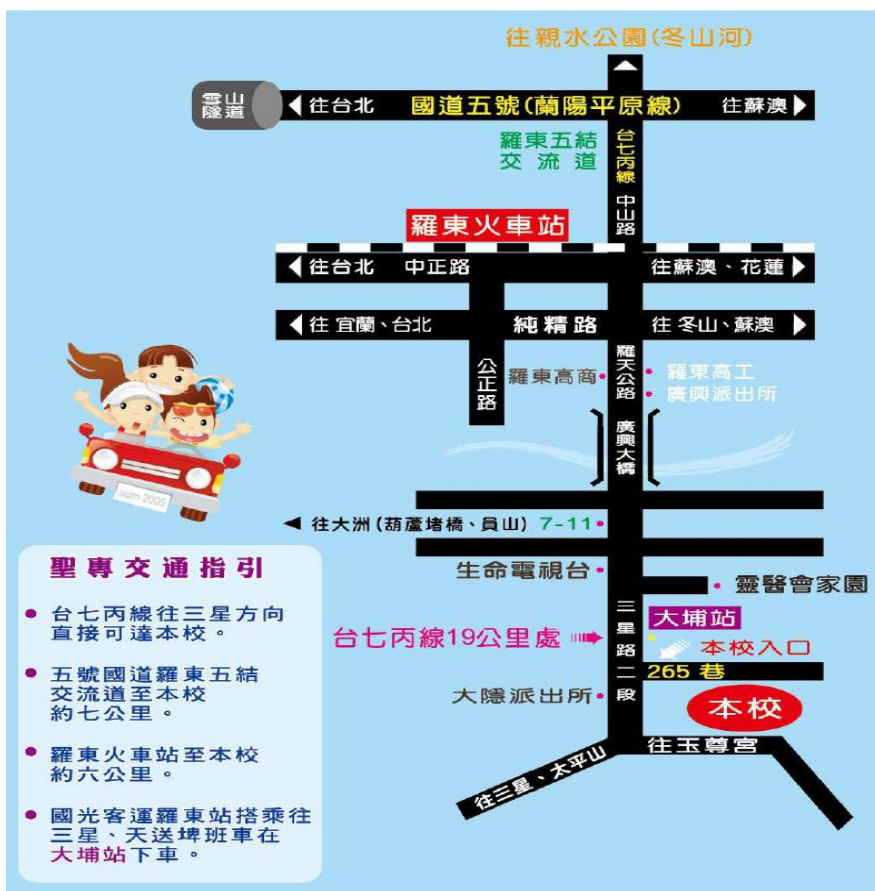 往親水公園(冬山河)
雪山
隧道
往台北
國道五號(蘭陽平原線)
往蘇澳
羅東五結
交流道
台七丙線
中山路
羅東火車站
往台北
中正路
往蘇澳、花蓮
往 宜蘭、台北
純精路
往 冬山、蘇澳
公正路
羅東高商
羅天公路
羅東高工
廣興派出所
廣興大橋
sum 2005
往大洲(葫蘆堵橋、員山)
7-11
生命電視台
靈醫會家園
三星路二段
大埔站
台七丙線19公里處
本校入口
265 巷
大隱派出所
本校
往玉尊宮
往三星、太平山
聖專交通指引
台七丙線往三星方向
直接可達本校。
五號國道羅東五結
交流道至本校
約七公里。
羅東火車站至本校
約六公里。
國光客運羅東站搭乘往
三星、天送埤班車在
大埔站下車。